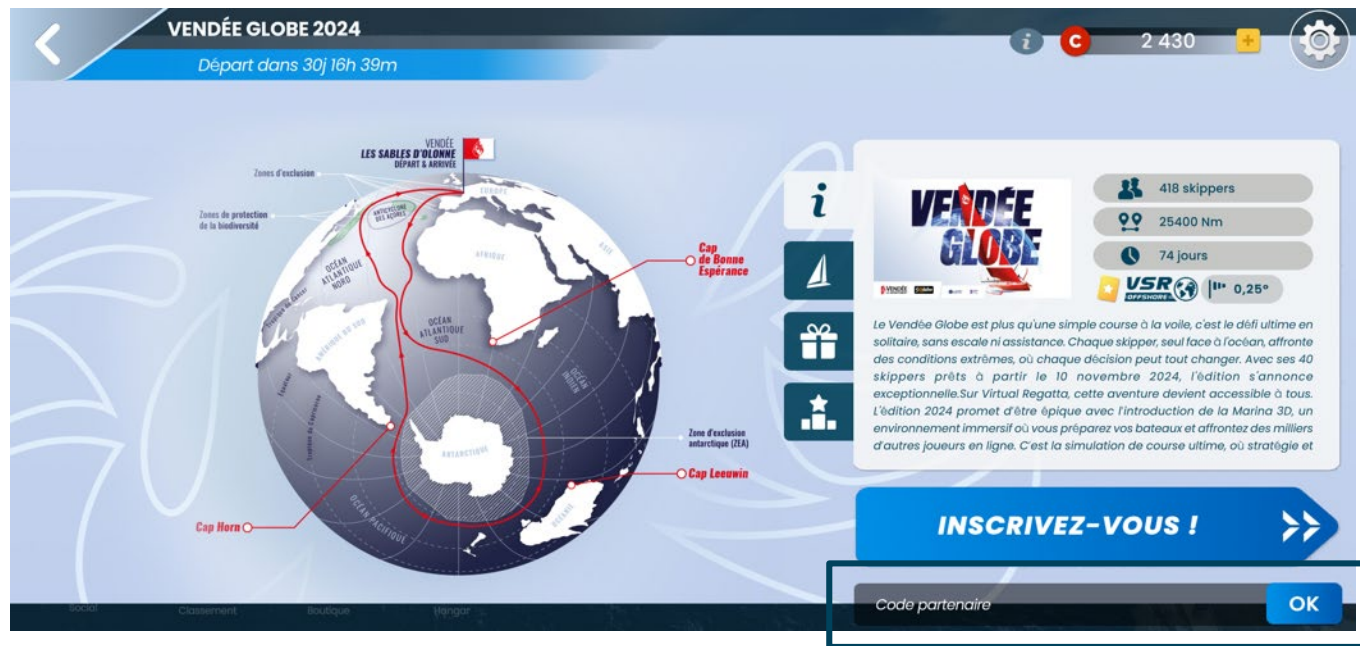 VENDÉE GLOBE 2024
Départ dans 30j 16h 39m
i
C
2 430
+
VENDÉE
LES SABLES D'OLONNE
DÉPART & ARRIVÉE
Zones d'exclusion
Zones de protection
de la biodiversité
EUROPE
ASIE
ANTICYCLONE
DES AÇORES
AFRIQUE
OCÉAN
ATLANTIQUE
NORD
Tropique du Cancer
Cap
de Bonne
Espérance
AMÉRIQUE DU SUD
OCÉAN
ATLANTIQUE
SUD
OCÉAN
INDIEN
Équateur
Tropique du Capricorne
Zone d'exclusion
antarctique (ZEA)
ANTARCTIQUE
Cap Leeuwin
OCÉANIE
Cap Horn
OCÉAN PACIFIQUE
i
VENDÉE
GLOBE
VENDÉE
418 skippers
25400 Nm
74 jours
VSR
OFFSHORE
0,25°
Le Vendée Globe est plus qu'une simple course à la voile, c'est le défi ultime en
solitaire, sans escale ni assistance. Chaque skipper, seul face à l'océan, affronte
des conditions extrêmes, où chaque décision peut tout changer. Avec ses 40
skippers prêts à partir le 10 novembre 2024, l'édition s'annonce
exceptionnelle.Sur Virtual Regatta, cette aventure devient accessible à tous.
L'édition 2024 promet d'être épique avec l'introduction de la Marina 3D, un
environnement immersif où vous préparez vos bateaux et affrontez des milliers
d'autres joueurs en ligne. C'est la simulation de course ultime, où stratégie et
INSCRIVEZ-VOUS !
Code partenaire
OK
Social
Classement
Boutique
Hangar